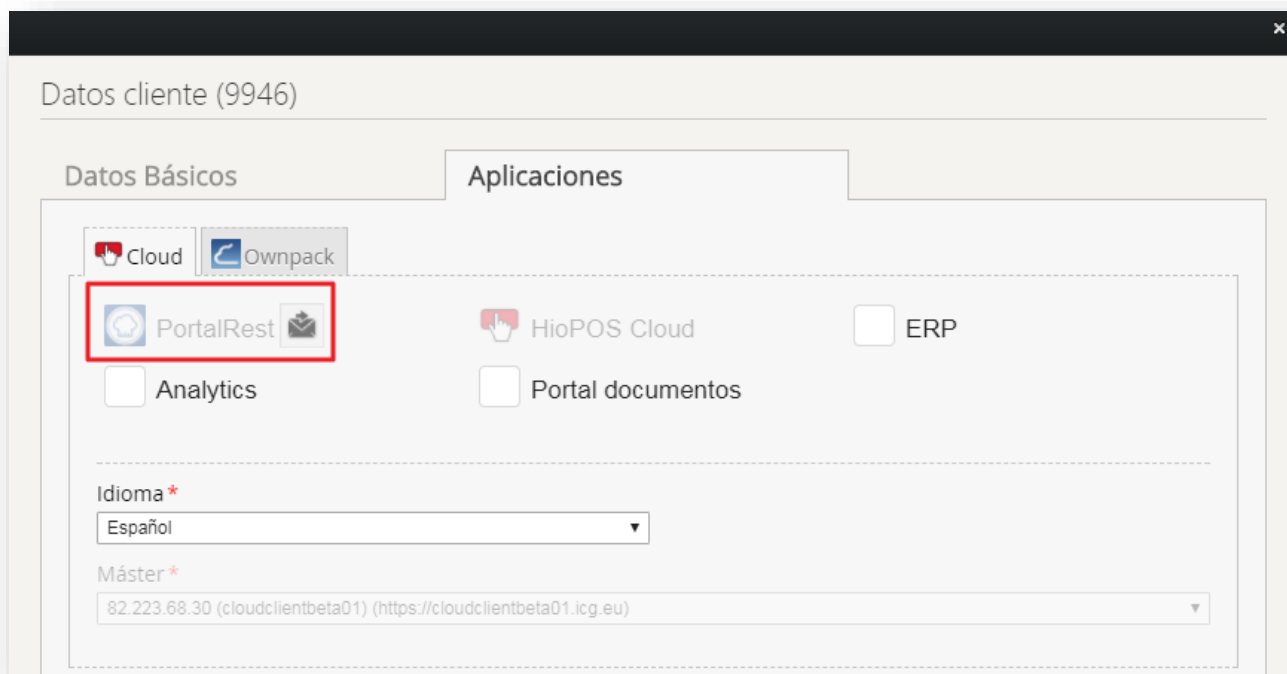 ×
Datos cliente (9946)
Datos Básicos Aplicaciones
Cloud Ownpack
PortalRest HioPOS Cloud ERP
Analytics Portal documentos
Idioma *
Español
Máster *
82.223.68.30 (cloudclientbeta01) (https://cloudclientbeta01.icg.eu)